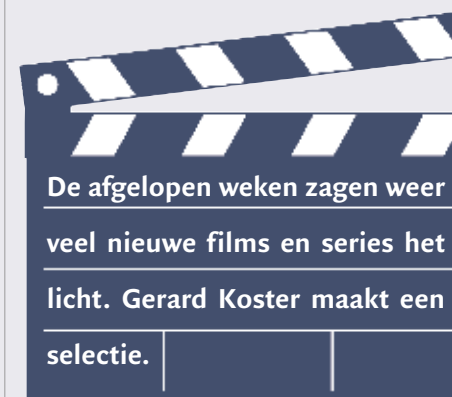 De afgelopen weken zagen weer
veel nieuwe films en series het
licht. Gerard Koster maakt een
selectie.